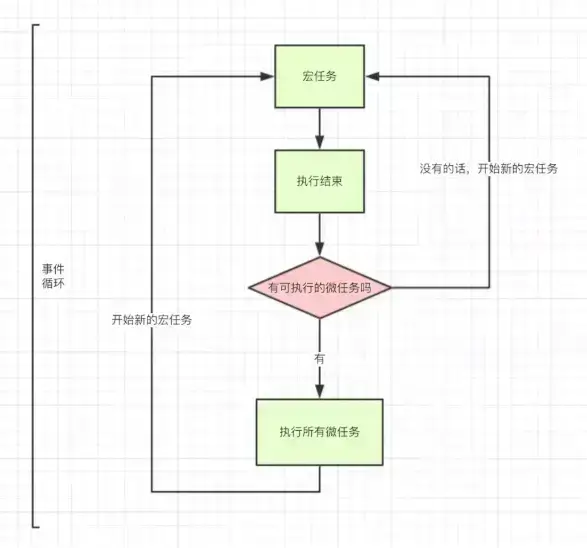 宏任务
执行结束
没有的话，开始新的宏任务
事件
循环
有可执行的微任务吗
开始新的宏任务
有
执行所有微任务